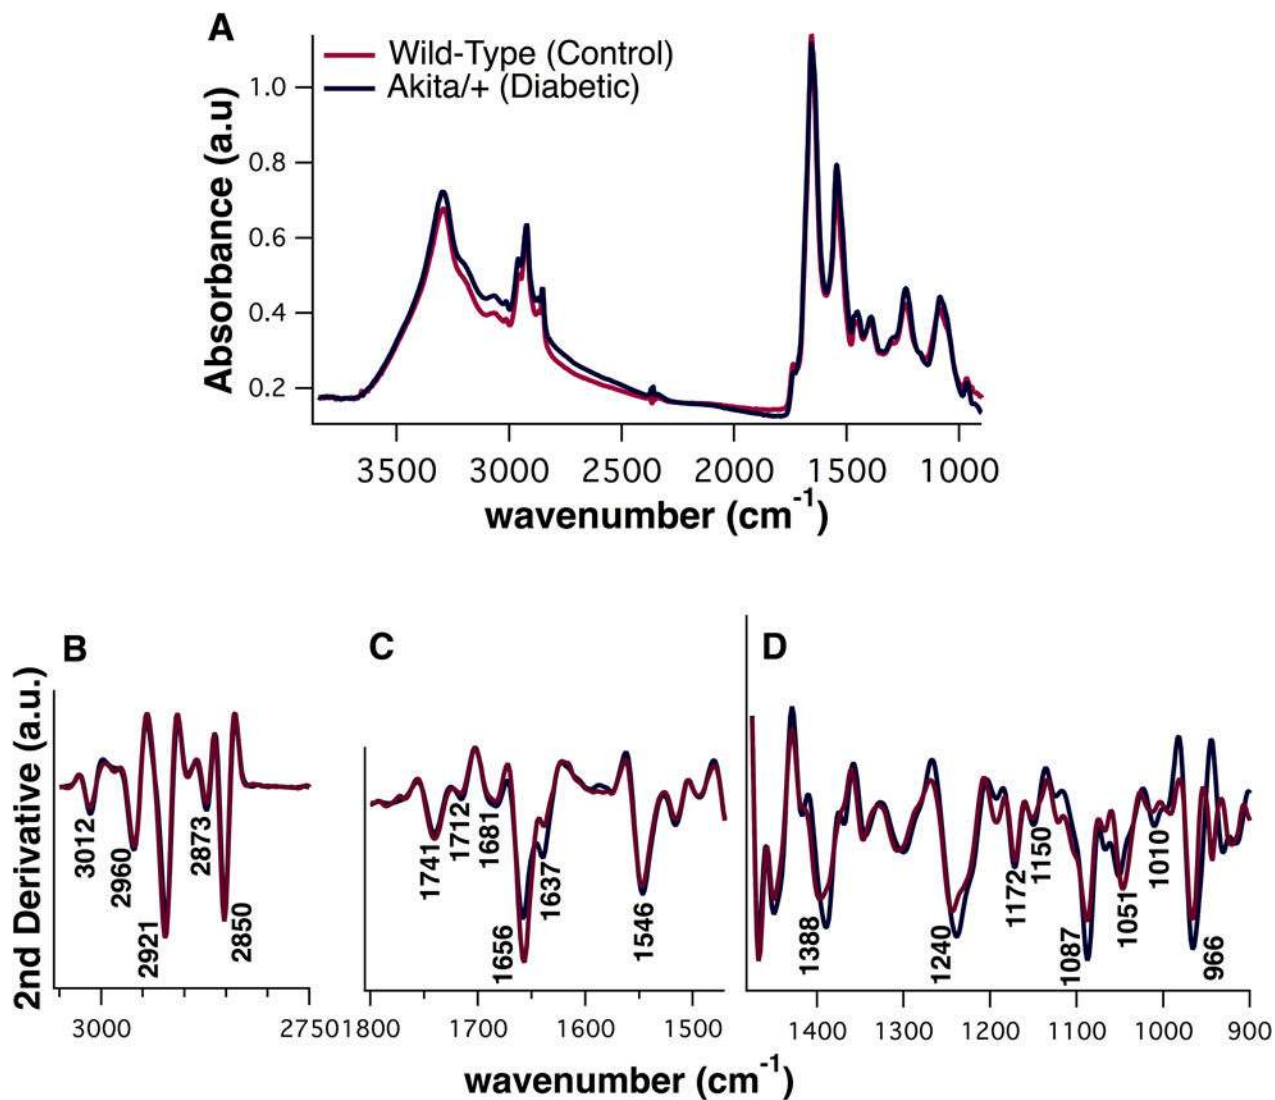 A
Wild-Type (Control)
Akita/+ (Diabetic)
Absorbance (a.u)
1.0
0.8
0.6
0.4
0.2
3500 3000 2500 2000 1500 1000
wavenumber (cm-1)
B
C
D
2nd Derivative (a.u.)
3012
2960
2921
2873
2850
1741
1712
1681
1656
1637
1546
1388
1240
1172
1150
1087
1051
1010
966
3000 2750
1800 1700 1600 1500
1400 1300 1200 1100 1000 900
wavenumber (cm-1)